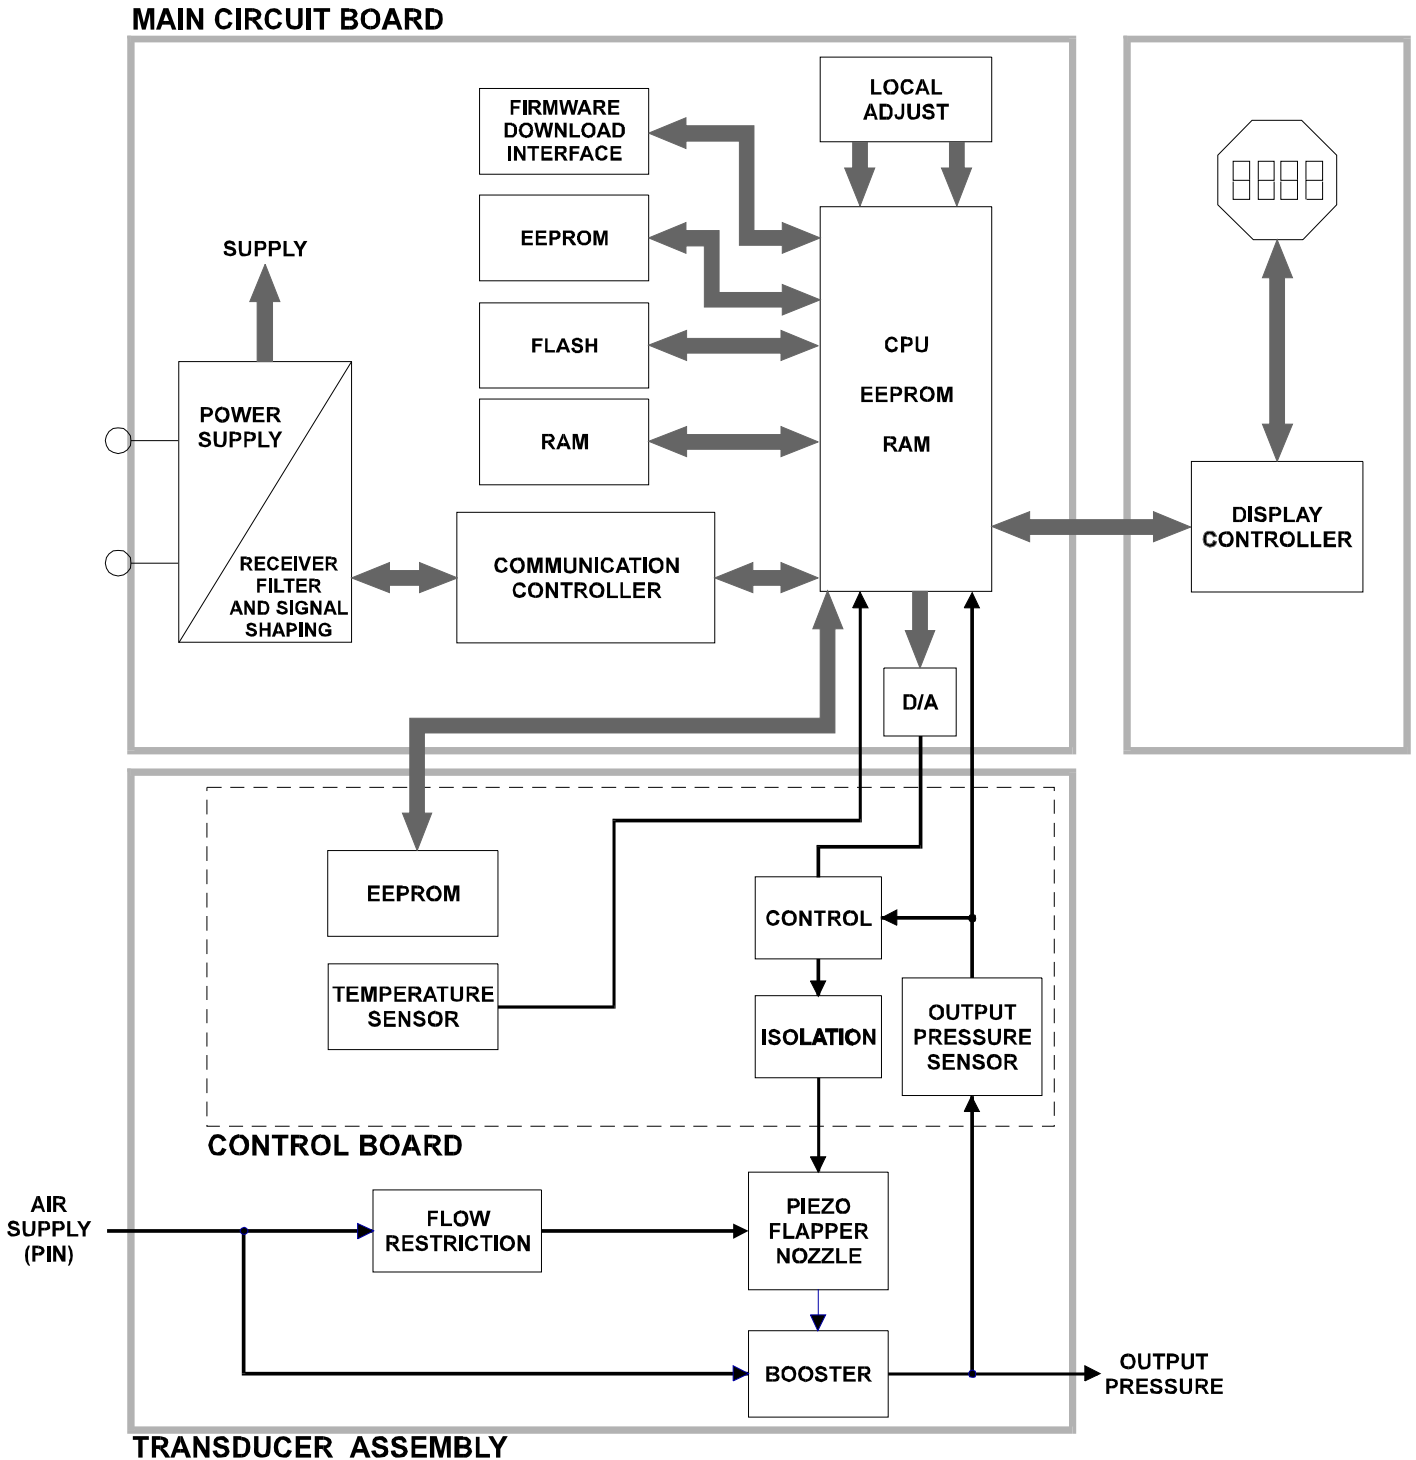 MAIN CIRCUIT BOARD
LOCAL
ADJUST
FIRMWARE
DOWNLOAD
INTERFACE
EEPROM
SUPPLY
FLASH
CPU
EEPROM
RAM
POWER
SUPPLY
RAM
RECEIVER
FILTER
AND SIGNAL
SHAPING
COMMUNICATION
CONTROLLER
DISPLAY
CONTROLLER
D/A
EEPROM
CONTROL
TEMPERATURE
SENSOR
ISOLATION
OUTPUT
PRESSURE
SENSOR
CONTROL BOARD
AIR
SUPPLY
(PIN)
FLOW
RESTRICTION
PIEZO
FLAPPER
NOZZLE
BOOSTER
OUTPUT
PRESSURE
TRANSDUCER ASSEMBLY